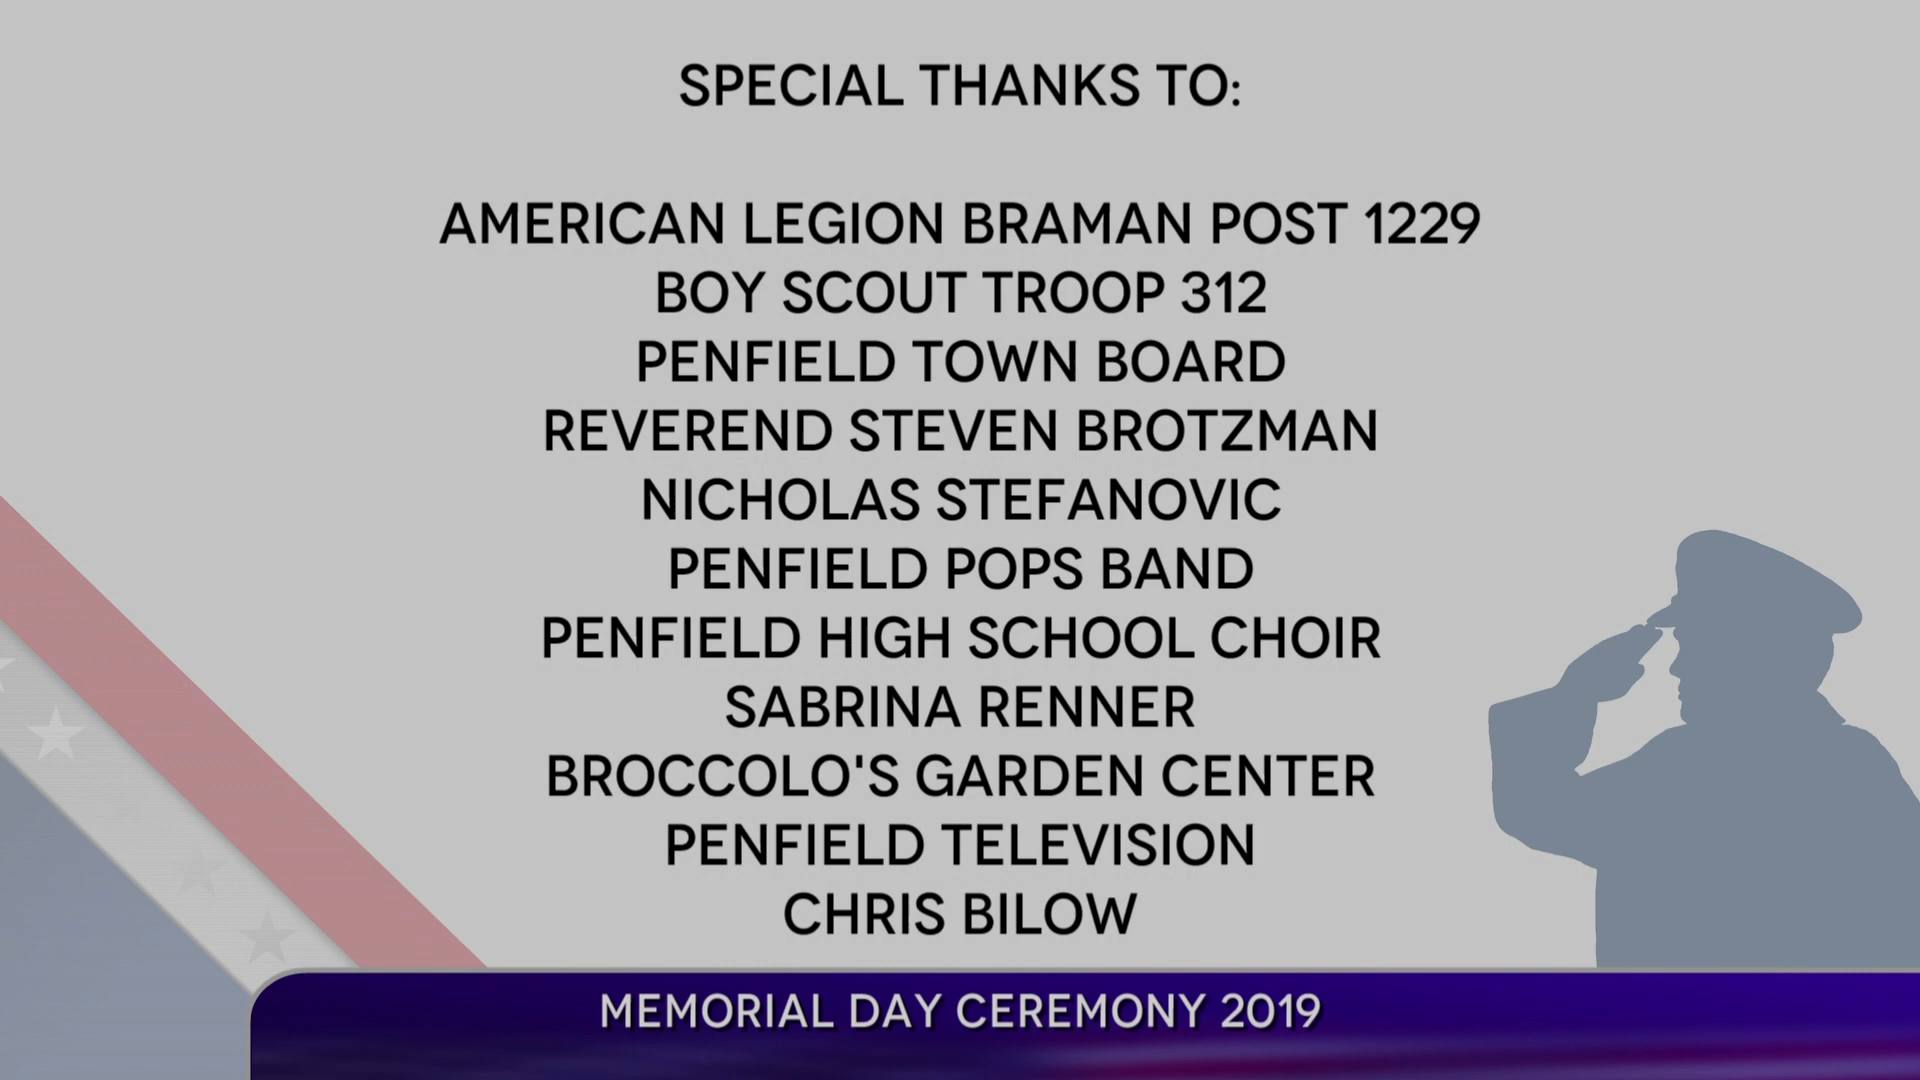 SPECIAL THANKS TO:
AMERICAN LEGION BRAMAN POST 1229
BOY SCOUT TROOP 312
PENFIELD TOWN BOARD
REVEREND STEVEN BROTZMAN
NICHOLAS STEFANOVIC
PENFIELD POPS BAND
PENFIELD HIGH SCHOOL CHOIR
SABRINA RENNER
BROCCOLO'S GARDEN CENTER
PENFIELD TELEVISION
CHRIS BILOW
MEMORIAL DAY CEREMONY 2019